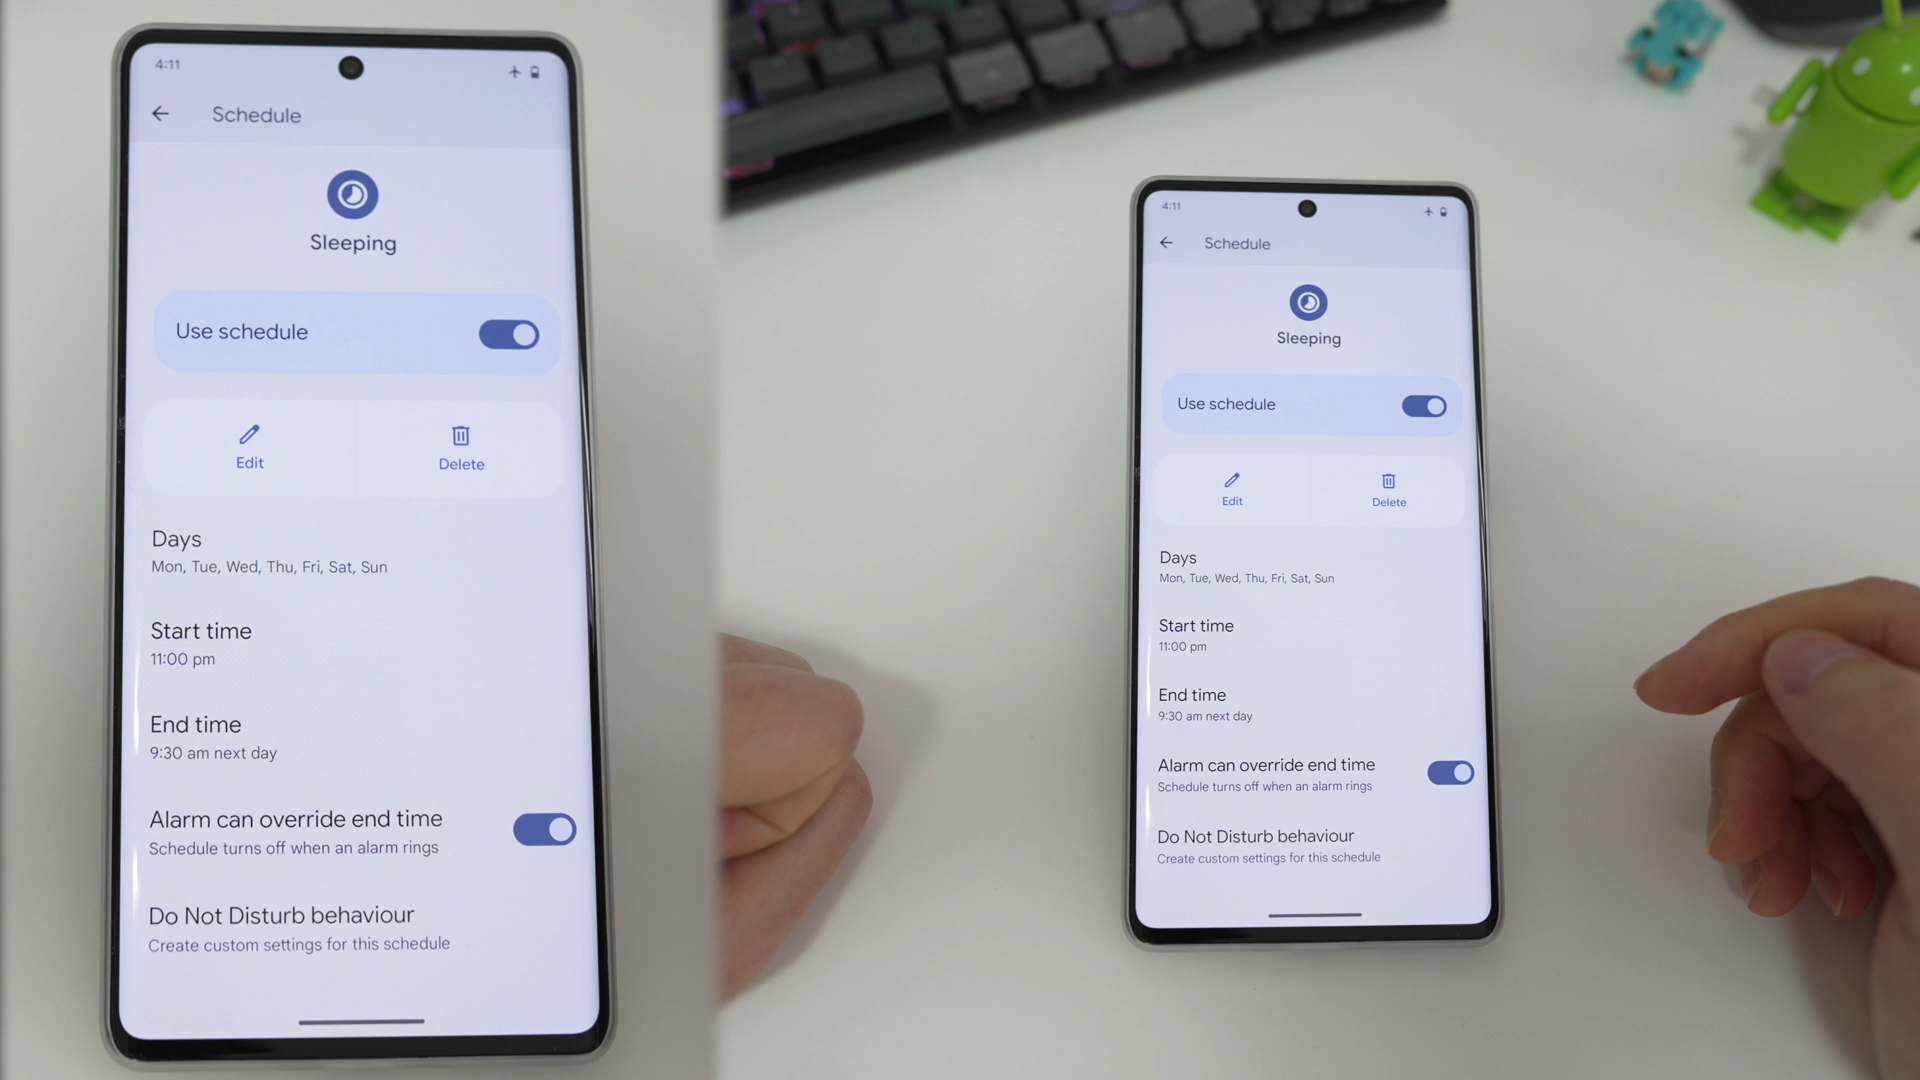 4:11
Schedule
Sleeping
Use schedule
Edit
Delete
Days
Mon, Tue, Wed, Thu, Fri, Sat, Sun
Start time
11:00 pm
End time
9:30 am next day
Alarm can override end time
Schedule turns off when an alarm rings
Do Not Disturb behaviour
Create custom settings for this schedule
4:11
Schedule
Sleeping
Use schedule
Edit
Delete
Days
Mon, Tue, Wed, Thu, Fri, Sat, Sun
Start time
11:00 pm
End time
9:30 am next day
Alarm can override end time
Schedule turns off when an alarm rings
Do Not Disturb behaviour
Create custom settings for this schedule